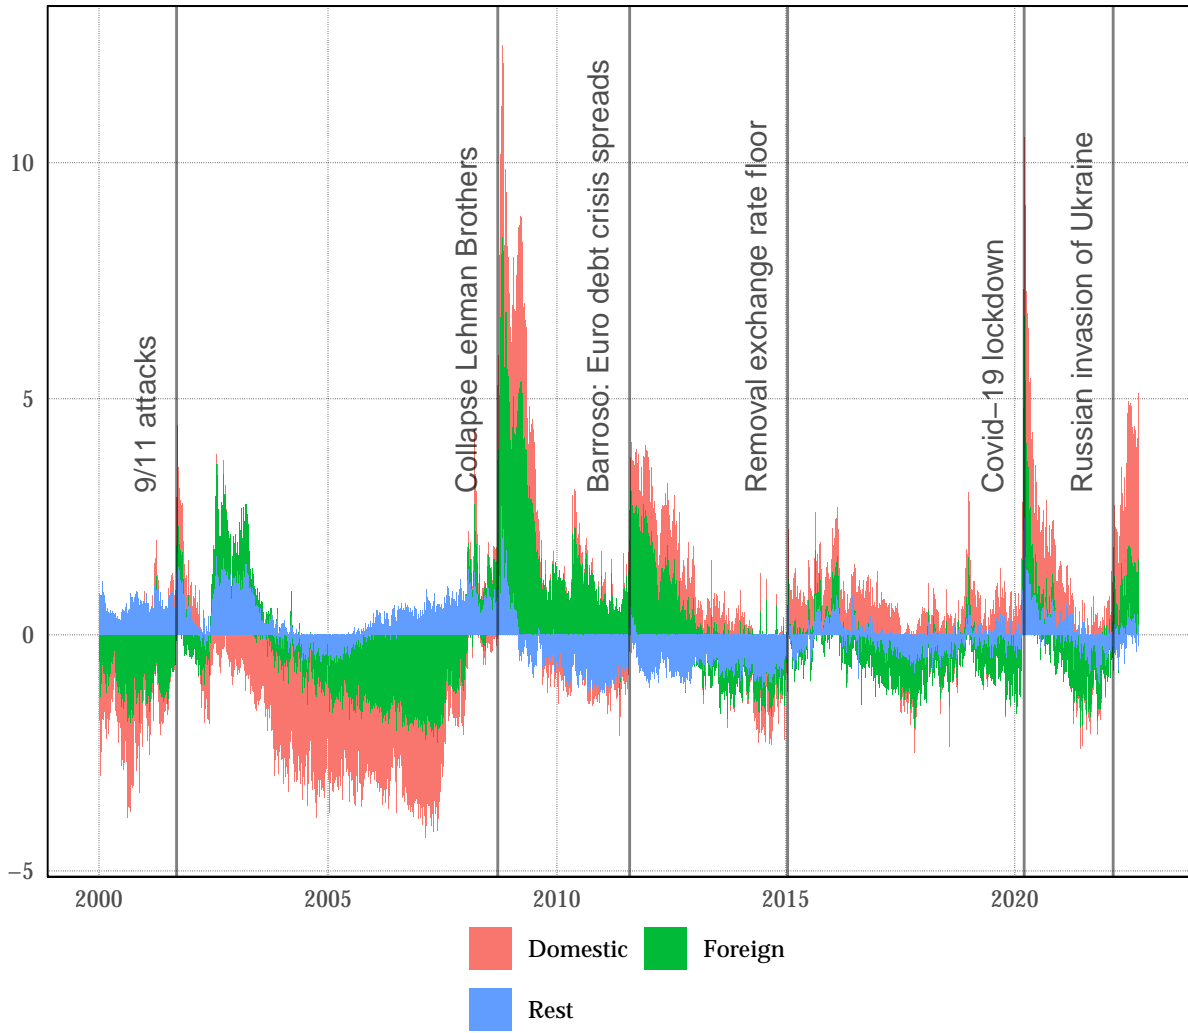 10
5
0
−5
9/11 attacks
Collapse Lehman Brothers
Barroso: Euro debt crisis spreads
Removal exchange rate floor
Covid−19 lockdown
Russian invasion of Ukraine
2000 2005 2010 2015 2020
Domestic Foreign
Rest